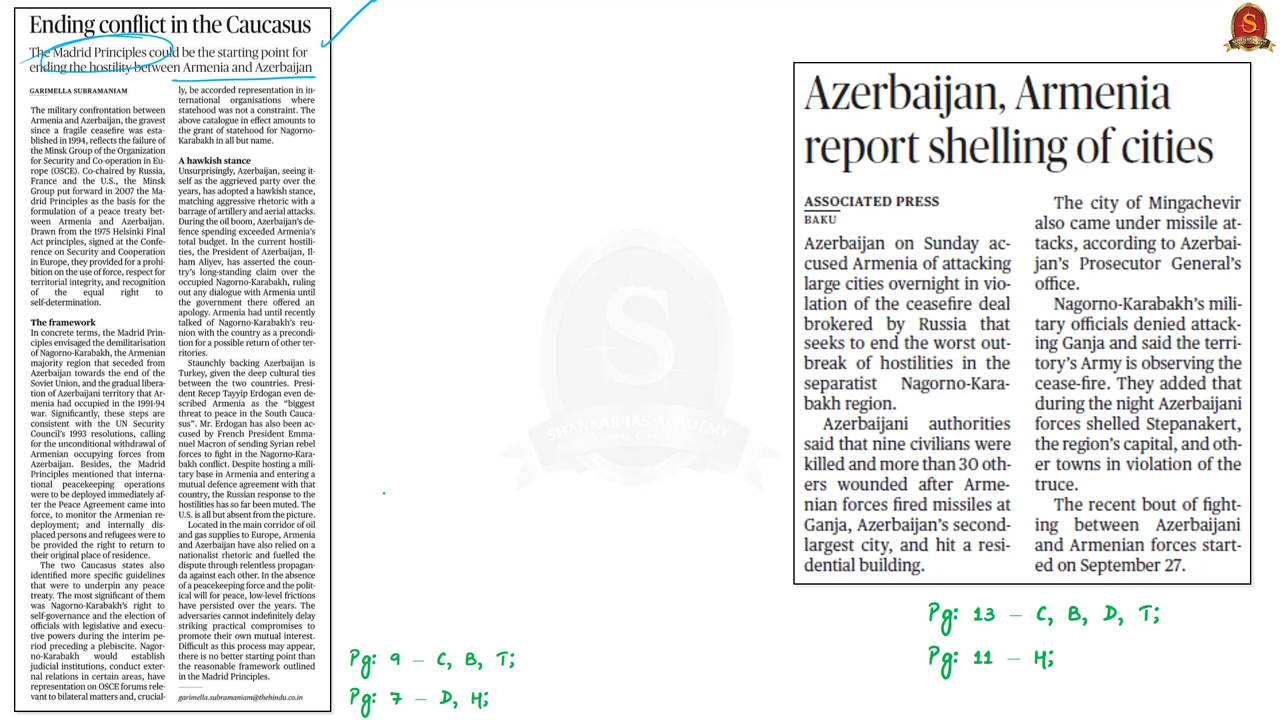 Ending conflict in the Caucasus
The Madrid Principles could be the starting point for
ending the hostility between Armenia and Azerbaijan
GARIMELLA SUBRAMANIAM
The military confrontation between
Armenia and Azerbaijan, the gravest
since a fragile ceasefire was esta-
blished in 1994, reflects the failure of
the Minsk Group of the Organization
for Security and Co-operation in Eu-
rope (OSCE). Co-chaired by Russia,
France and the U.S., the Minsk
Group put forward in 2007 the Ma-
drid Principles as the basis for the
formulation of a peace treaty bet-
ween Armenia and Azerbaijan.
Drawn from the 1975 Helsinki Final
Act principles, signed at the Confe-
rence on Security and Cooperation
in Europe, they provided for a prohi-
bition on the use of force, respect for
territorial integrity, and recognition
of the equal right to
self-determination.
The framework
In concrete terms, the Madrid Prin-
ciples envisaged the demilitarisation
of Nagorno-Karabakh, the Armenian
majority region that seceded from
Azerbaijan towards the end of the
Soviet Union, and the gradual libera-
tion of Azerbaijani territory that Ar-
menia had occupied in the 1991-94
war. Significantly, these steps are
consistent with the UN Security
Council's 1993 resolutions, calling
for the unconditional withdrawal of
Armenian occupying forces from
Azerbaijan. Besides, the Madrid
Principles mentioned that interna-
tional peacekeeping operations
were to be deployed immediately af-
ter the Peace Agreement came into
force, to monitor the Armenian re-
deployment; and internally dis-
placed persons and refugees were to
be provided the right to return to
their original place of residence.
The two Caucasus states also
identified more specific guidelines
that were to underpin any peace
treaty. The most significant of them
was Nagorno-Karabakh's right to
self-governance and the election of
officials with legislative and execu-
tive powers during the interim pe-
riod preceding a plebiscite. Nagor-
no-Karabakh would establish
judicial institutions, conduct exter-
nal relations in certain areas, have
representation on OSCE forums rele-
vant to bilateral matters and, crucial-
ly, be accorded representation in in-
ternational organisations where
statehood was not a constraint. The
above catalogue in effect amounts to
the grant of statehood for Nagorno-
Karabakh in all but name.
A hawkish stance
Unsurprisingly, Azerbaijan, seeing it-
self as the aggrieved party over the
years, has adopted a hawkish stance,
matching aggressive rhetoric with a
barrage of artillery and aerial attacks.
During the oil boom, Azerbaijan's de-
fence spending exceeded Armenia's
total budget. In the current hostili-
ties, the President of Azerbaijan, Il-
ham Aliyev, has asserted the coun-
try's long-standing claim over the
occupied Nagorno-Karabakh, ruling
out any dialogue with Armenia until
the government there offered an
apology. Armenia had until recently
talked of Nagorno-Karabakh's reu-
nion with the country as a precondi-
tion for a possible return of other ter-
ritories.
Staunchly backing Azerbaijan is
Turkey, given the deep cultural ties
between the two countries. Presi-
dent Recep Tayyip Erdogan even de-
scribed Armenia as the “biggest
threat to peace in the South Cauca-
sus”. Mr. Erdogan has also been ac-
cused by French President Emma-
nuel Macron of sending Syrian rebel
forces to fight in the Nagorno-Kara-
bakh conflict. Despite hosting a mili-
tary base in Armenia and entering a
mutual defence agreement with that
country, the Russian response to the
hostilities has so far been muted. The
U.S. is all but absent from the picture.
Located in the main corridor of oil
and gas supplies to Europe, Armenia
and Azerbaijan have also relied on a
nationalist rhetoric and fuelled the
dispute through relentless propagan-
da against each other. In the absence
of a peacekeeping force and the polit-
ical will for peace, low-level frictions
have persisted over the years. The
adversaries cannot indefinitely delay
striking practical compromises to
promote their own mutual interest.
Difficult as this process may appear,
there is no better starting point than
the reasonable framework outlined
in the Madrid Principles.
garimella.subramaniam@thehindu.co.in
Pg: 9 – C, B, T;
Pg: 7 – D, H;
SHANKAR IAS ACADEMY
Azerbaijan, Armenia
report shelling of cities
ASSOCIATED PRESS
BAKU
Azerbaijan on Sunday ac-
cused Armenia of attacking
large cities overnight in vio-
lation of the ceasefire deal
brokered by Russia that
seeks to end the worst out-
break of hostilities in the
separatist Nagorno-Kara-
bakh region.
Azerbaijani authorities
said that nine civilians were
killed and more than 30 oth-
ers wounded after Arme-
nian forces fired missiles at
Ganja, Azerbaijan's second-
largest city, and hit a resi-
dential building.
The city of Mingachevir
also came under missile at-
tacks, according to Azerbai-
jan's Prosecutor General's
office.
Nagorno-Karabakh's mili-
tary officials denied attack-
ing Ganja and said the terri-
tory's Army is observing the
cease-fire. They added that
during the night Azerbaijani
forces shelled Stepanakert,
the region's capital, and oth-
er towns in violation of the
truce.
The recent bout of fight-
ing between Azerbaijani
and Armenian forces start-
ed on September 27.
Pg: 13 – C, B, D, T;
Pg: 11 – H;